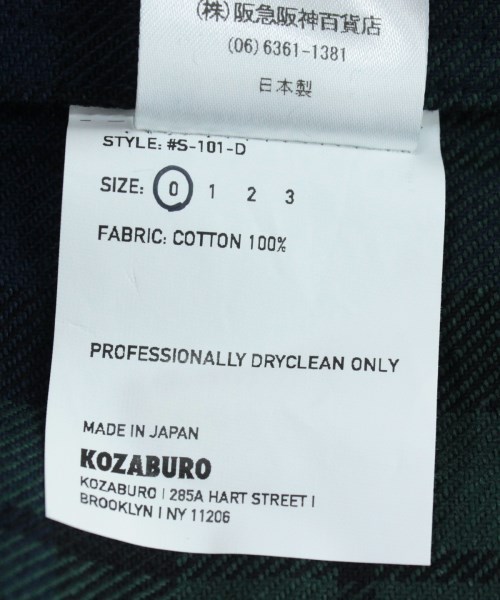 (株)阪急阪神百貨店
(06) 6361-1381
日本製
STYLE: #S-101-D
SIZE: 0 1 2 3
FABRIC: COTTON 100%
PROFESSIONALLY DRYCLEAN ONLY
MADE IN JAPAN
KOZABURO
KOZABURO | 285A HART STREET |
BROOKLYN | NY 11206